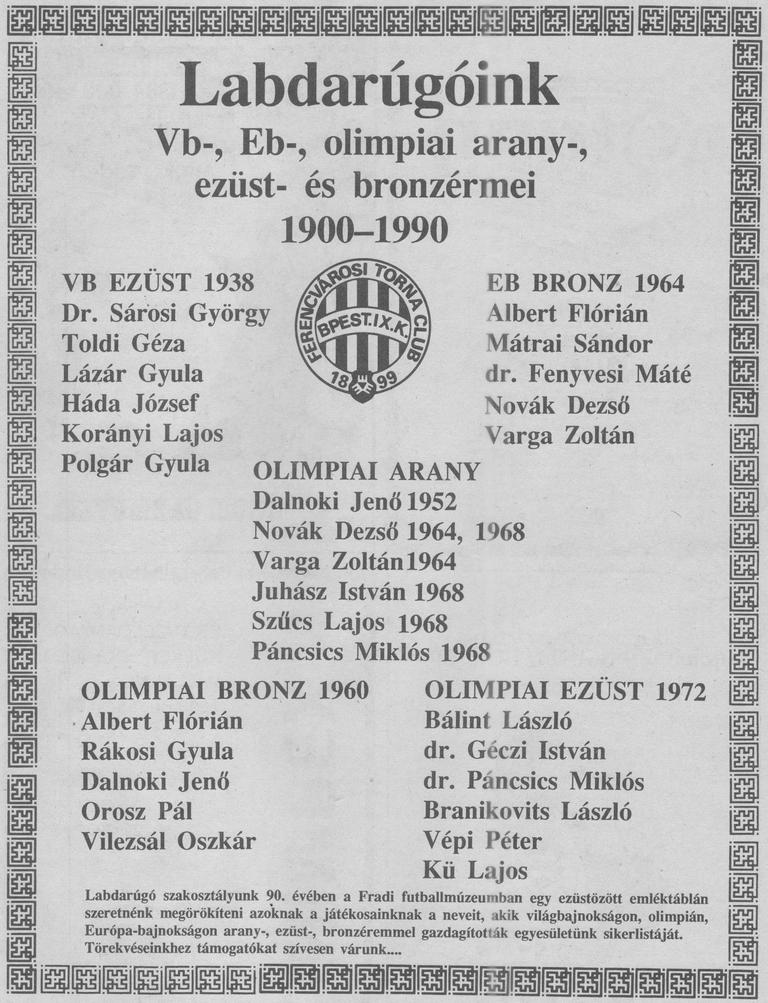 Labdarúgóink
Vb-, Eb-, olimpiai arany-,
ezüst- és bronzérmei
1900–1990
VB EZÜST 1938
Dr. Sárosi György
Toldi Géza
Lázár Gyula
Háda József
Korányi Lajos
Polgár Gyula
FERENCVÁROSI TORNA CLUB
BPEST.IX.K.
1899
EB BRONZ 1964
Albert Flórián
Mátrai Sándor
dr. Fenyvesi Máté
Novák Dezső
Varga Zoltán
OLIMPIAI ARANY
Dalnoki Jenő 1952
Novák Dezső 1964, 1968
Varga Zoltán 1964
Juhász István 1968
Szűcs Lajos 1968
Páncsics Miklós 1968
OLIMPIAI BRONZ 1960
Albert Flórián
Rákosi Gyula
Dalnoki Jenő
Orosz Pál
Vilezsál Oszkár
OLIMPIAI EZÜST 1972
Bálint László
dr. Géczi István
dr. Páncsics Miklós
Branikovits László
Vépi Péter
Kü Lajos
Labdarúgó szakosztályunk 90. évében a Fradi futballmúzeumban egy ezüstözött emléktáblán
szeretnénk megörökíteni azoknak a játékosainknak a neveit, akik világbajnokságon, olimpián,
Európa-bajnokságon arany-, ezüst-, bronzéremmel gazdagították egyesületünk sikerlistáját.
Törekvéseinkhez támogatókat szívesen várunk....